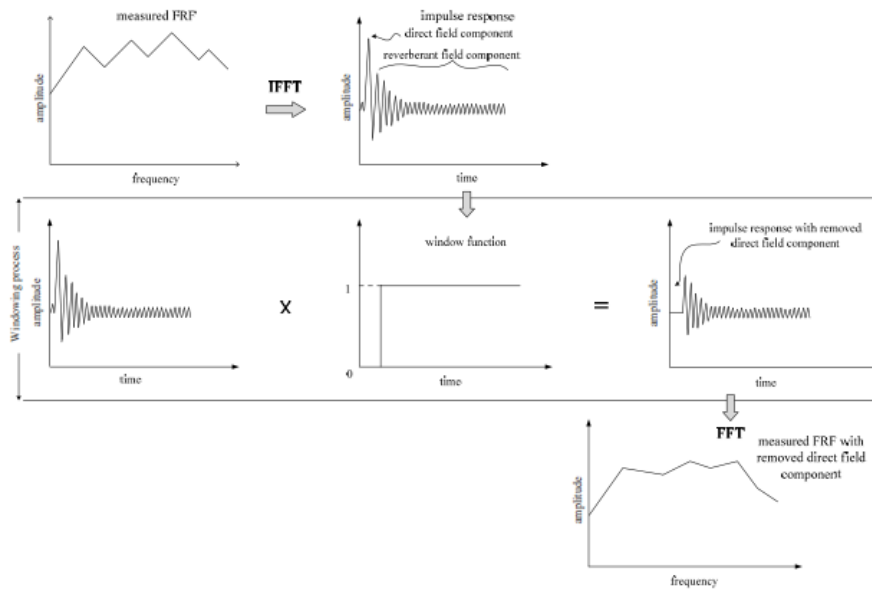 measured FRF
amplitude
frequency
IFFT
impulse response
direct field component
reverberant field component
amplitude
time
Windowing process
amplitude
time
X
window function
1
0
time
=
impulse response with removed
direct field component
amplitude
time
FFT
measured FRF with
removed direct field
component
amplitude
frequency